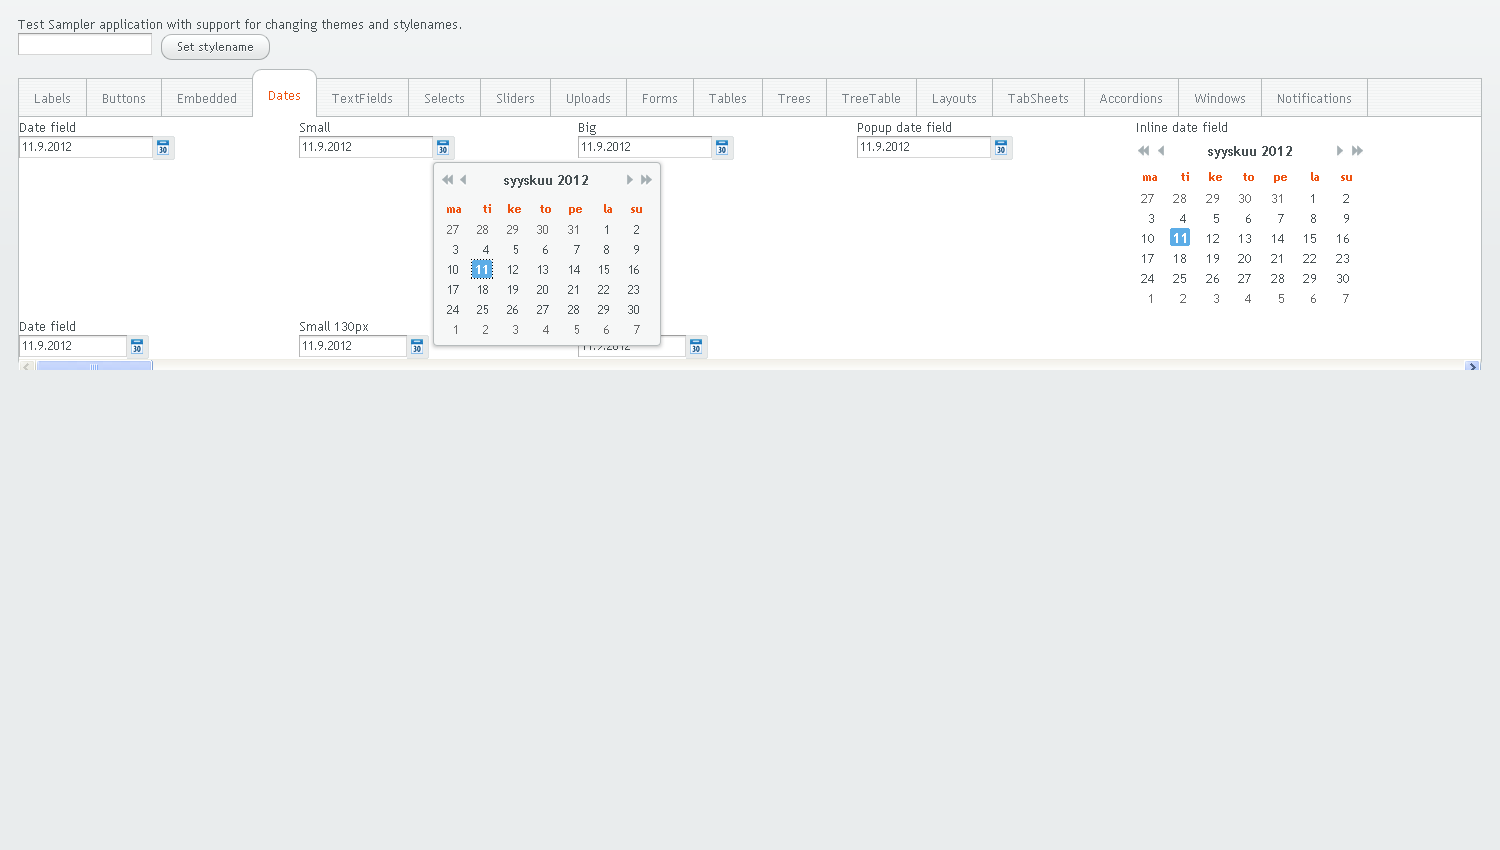 Test Sampler application with support for changing themes and stylenames.
Set stylename
Labels Buttons Embedded Dates TextFields Selects Sliders Uploads Forms Tables Trees TreeTable Layouts TabSheets Accordions Windows Notifications
Date field Small Big Popup date field Inline date field
11.9.2012 30 11.9.2012 30 11.9.2012 30 11.9.2012 30
syyskuu 2012
ma ti ke to pe la su
27 28 29 30 31 1 2
3 4 5 6 7 8 9
10 11 12 13 14 15 16
17 18 19 20 21 22 23
24 25 26 27 28 29 30
1 2 3 4 5 6 7
syyskuu 2012
ma ti ke to pe la su
27 28 29 30 31 1 2
3 4 5 6 7 8 9
10 11 12 13 14 15 16
17 18 19 20 21 22 23
24 25 26 27 28 29 30
1 2 3 4 5 6 7
Date field Small 130px
11.9.2012 30 11.9.2012 30 11.9.2012 30